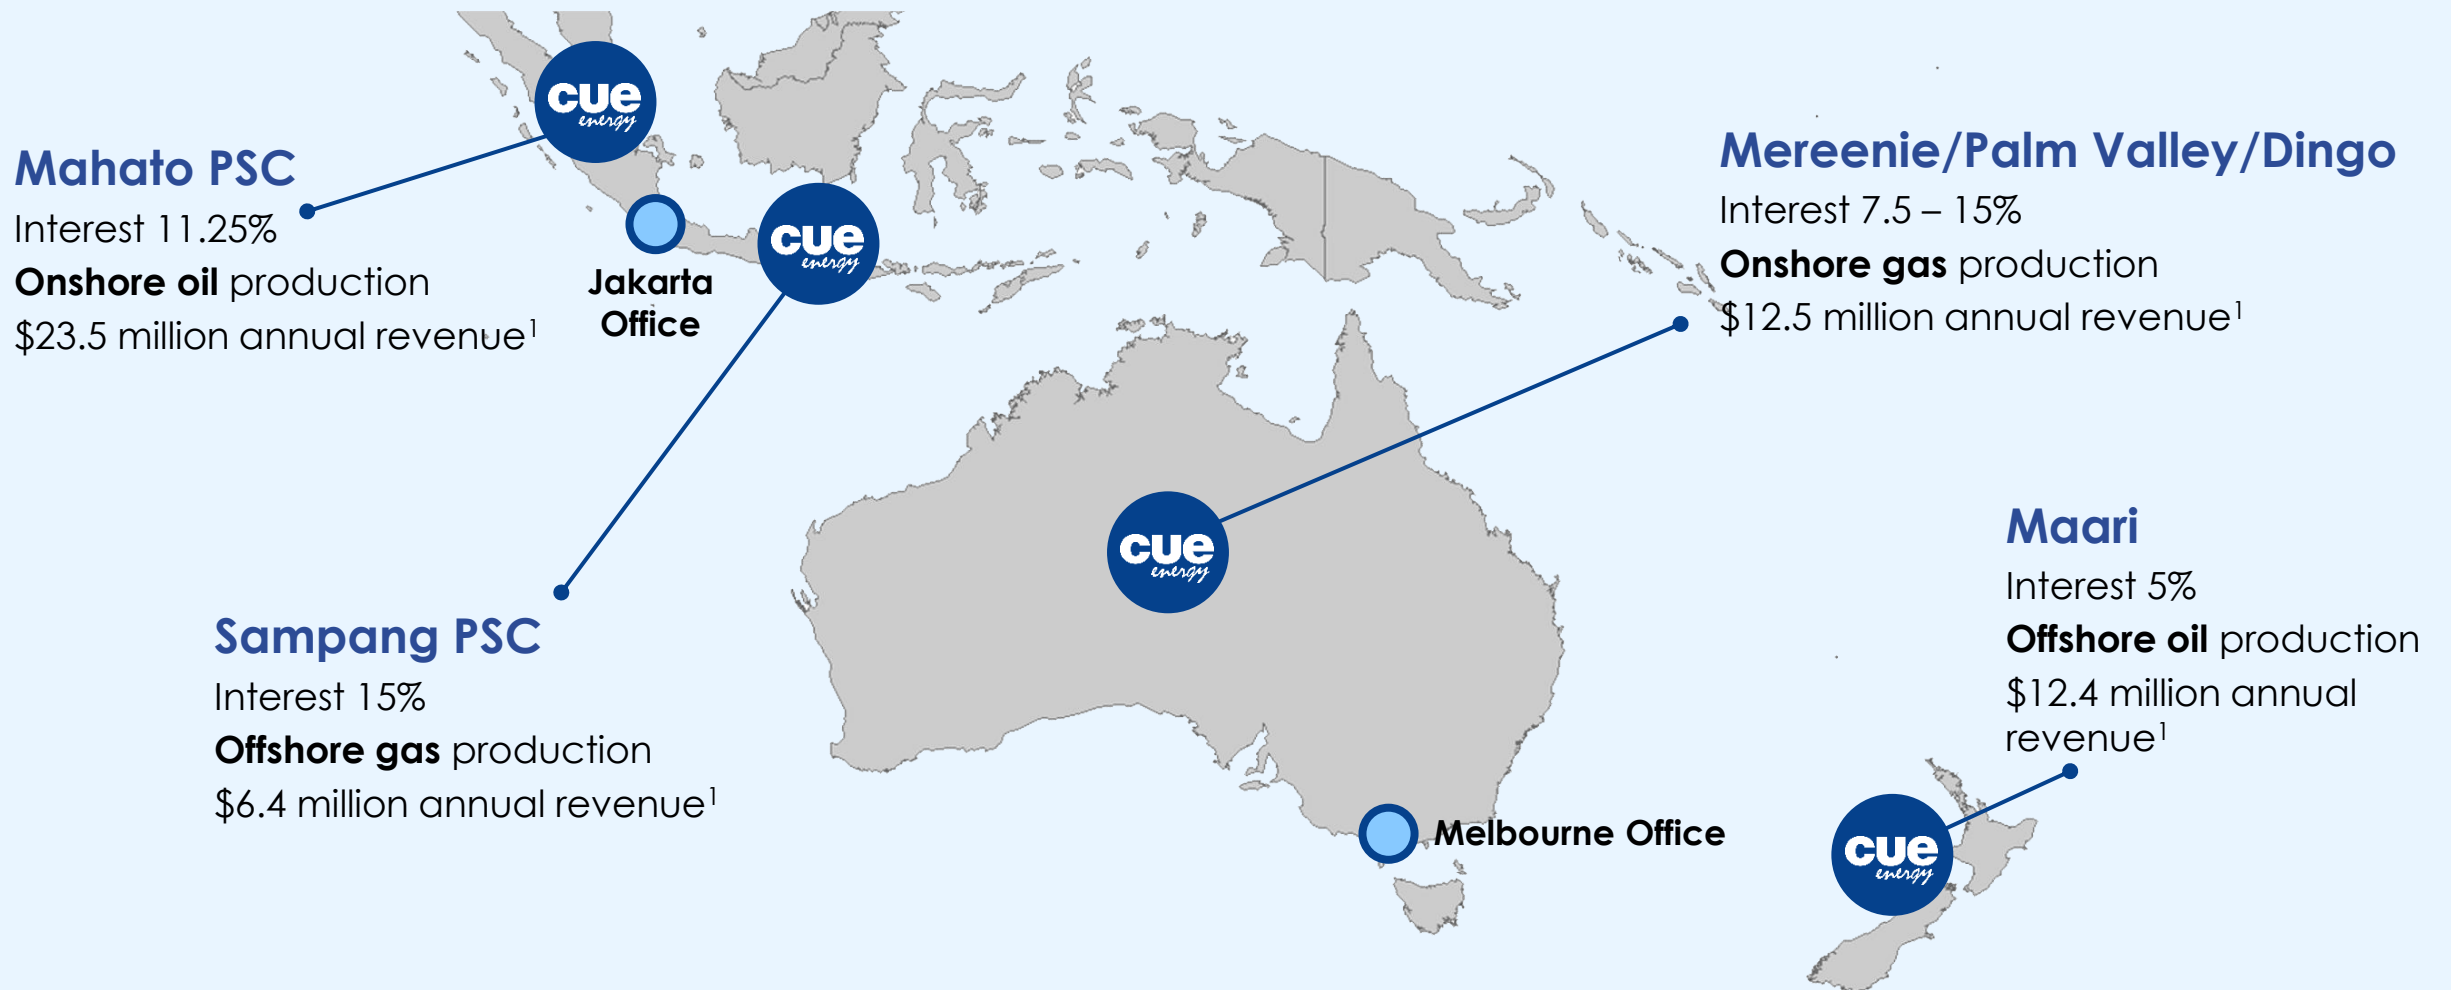 cue
energy
Mahato PSC
Interest 11.25%
Onshore oil production
$23.5 million annual revenue¹
Jakarta
Office
cue
energy
Mereenie/Palm Valley/Dingo
Interest 7.5 – 15%
Onshore gas production
$12.5 million annual revenue¹
cue
energy
Sampang PSC
Interest 15%
Offshore gas production
$6.4 million annual revenue¹
Maari
Interest 5%
Offshore oil production
$12.4 million annual
revenue¹
Melbourne Office
cue
energy